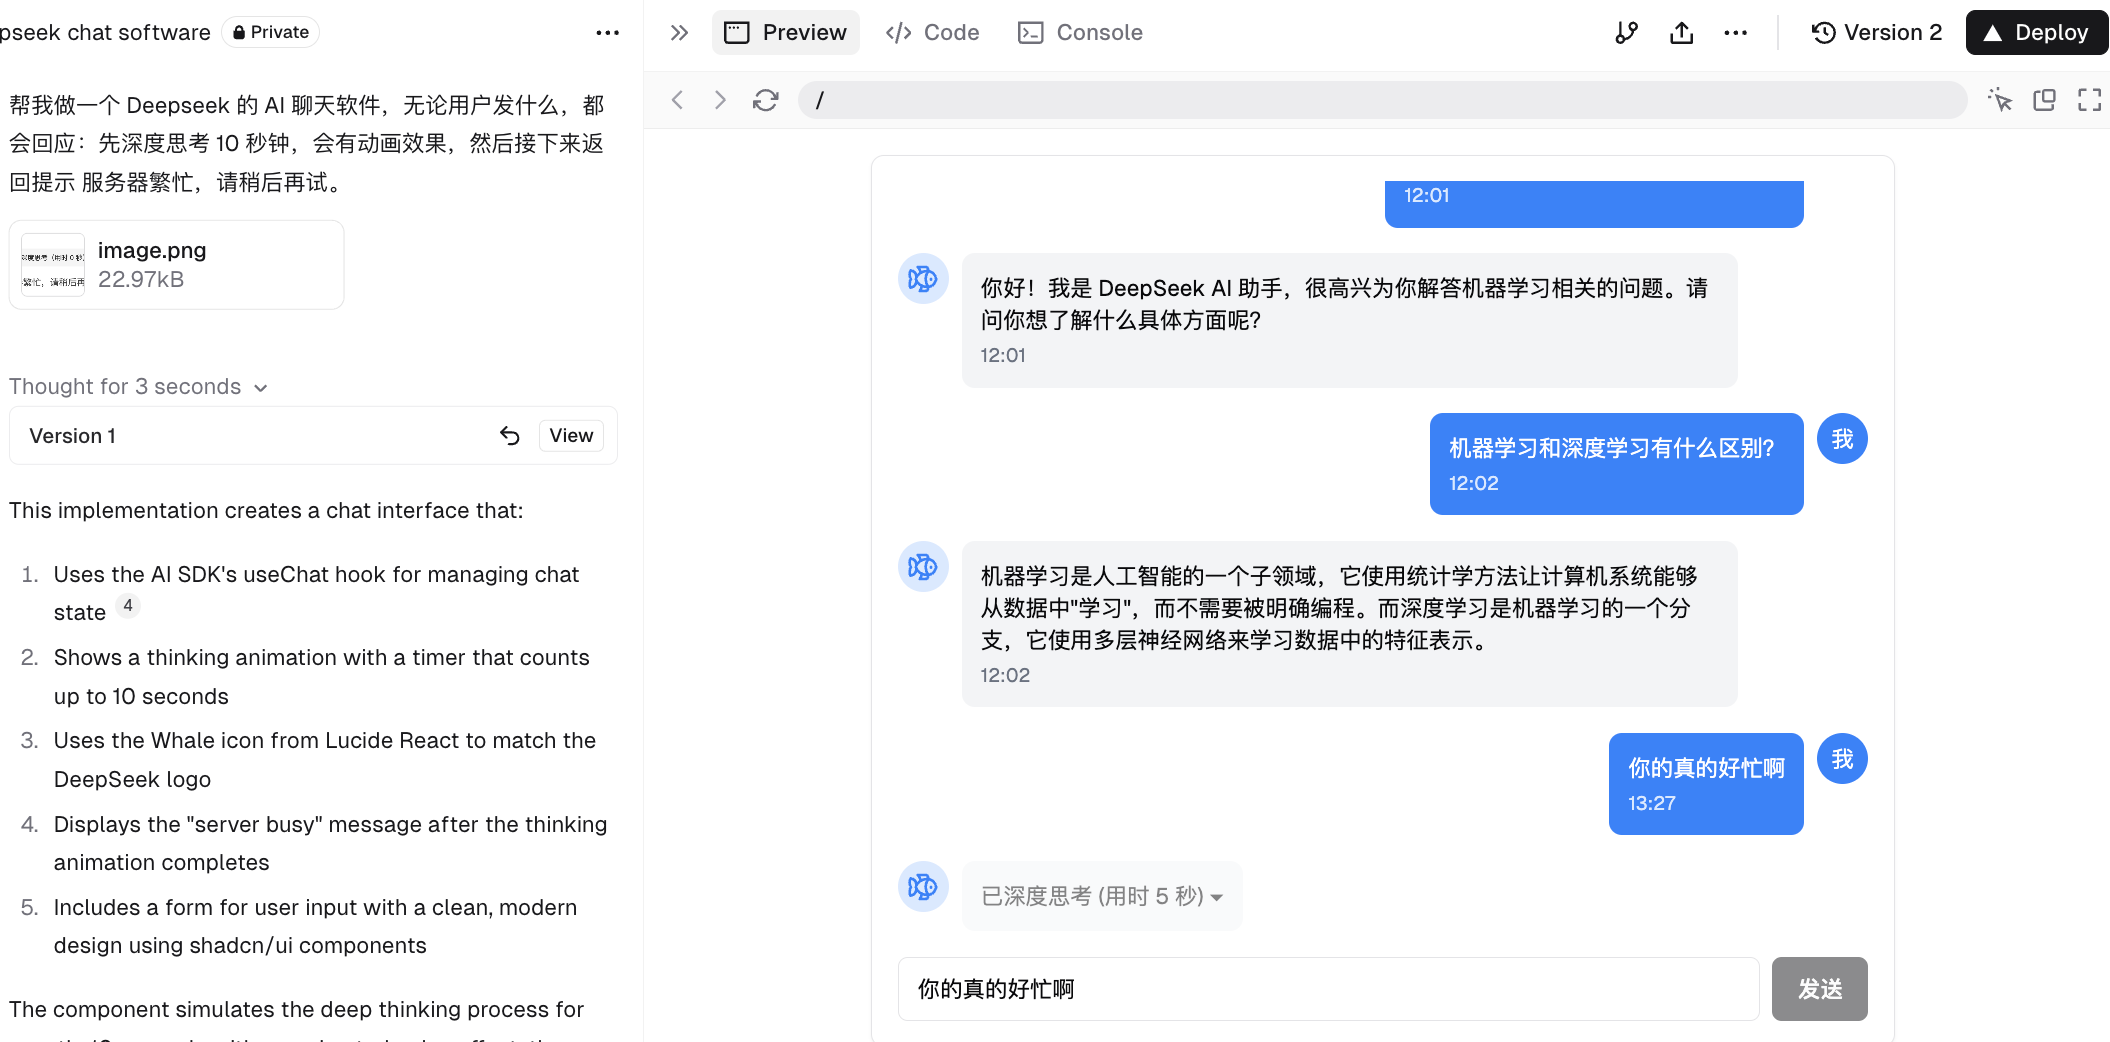 pseek chat software
Private
帮我做一个 Deepseek 的 AI 聊天软件，无论用户发什么，都
会回应：先深度思考 10 秒钟，会有动画效果，然后接下来返
回提示 服务器繁忙，请稍后再试。
深度思考 (用时 0 秒)
繁忙，请稍后再
image.png
22.97kB
Thought for 3 seconds
Version 1
View
This implementation creates a chat interface that:
1. Uses the AI SDK's useChat hook for managing chat
state 4
2. Shows a thinking animation with a timer that counts
up to 10 seconds
3. Uses the Whale icon from Lucide React to match the
DeepSeek logo
4. Displays the "server busy" message after the thinking
animation completes
5. Includes a form for user input with a clean, modern
design using shadcn/ui components
The component simulates the deep thinking process for
Preview
Code
Console
Version 2
Deploy
/
12:01
你好！我是 DeepSeek AI 助手，很高兴为你解答机器学习相关的问题。请
问你想了解什么具体方面呢?
12:01
机器学习和深度学习有什么区别?
12:02
我
机器学习是人工智能的一个子领域，它使用统计学方法让计算机系统能够
从数据中"学习"，而不需要被明确编程。而深度学习是机器学习的一个分
支，它使用多层神经网络来学习数据中的特征表示。
12:02
你的真的好忙啊
13:27
我
已深度思考 (用时 5 秒)
你的真的好忙啊
发送